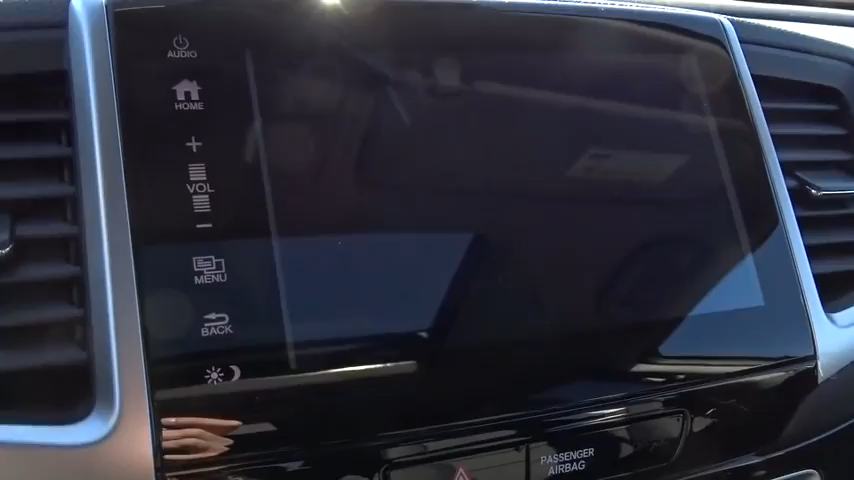 AUDIO
HOME
+
VOL
−
MENU
BACK
PASSENGER
AIRBAG